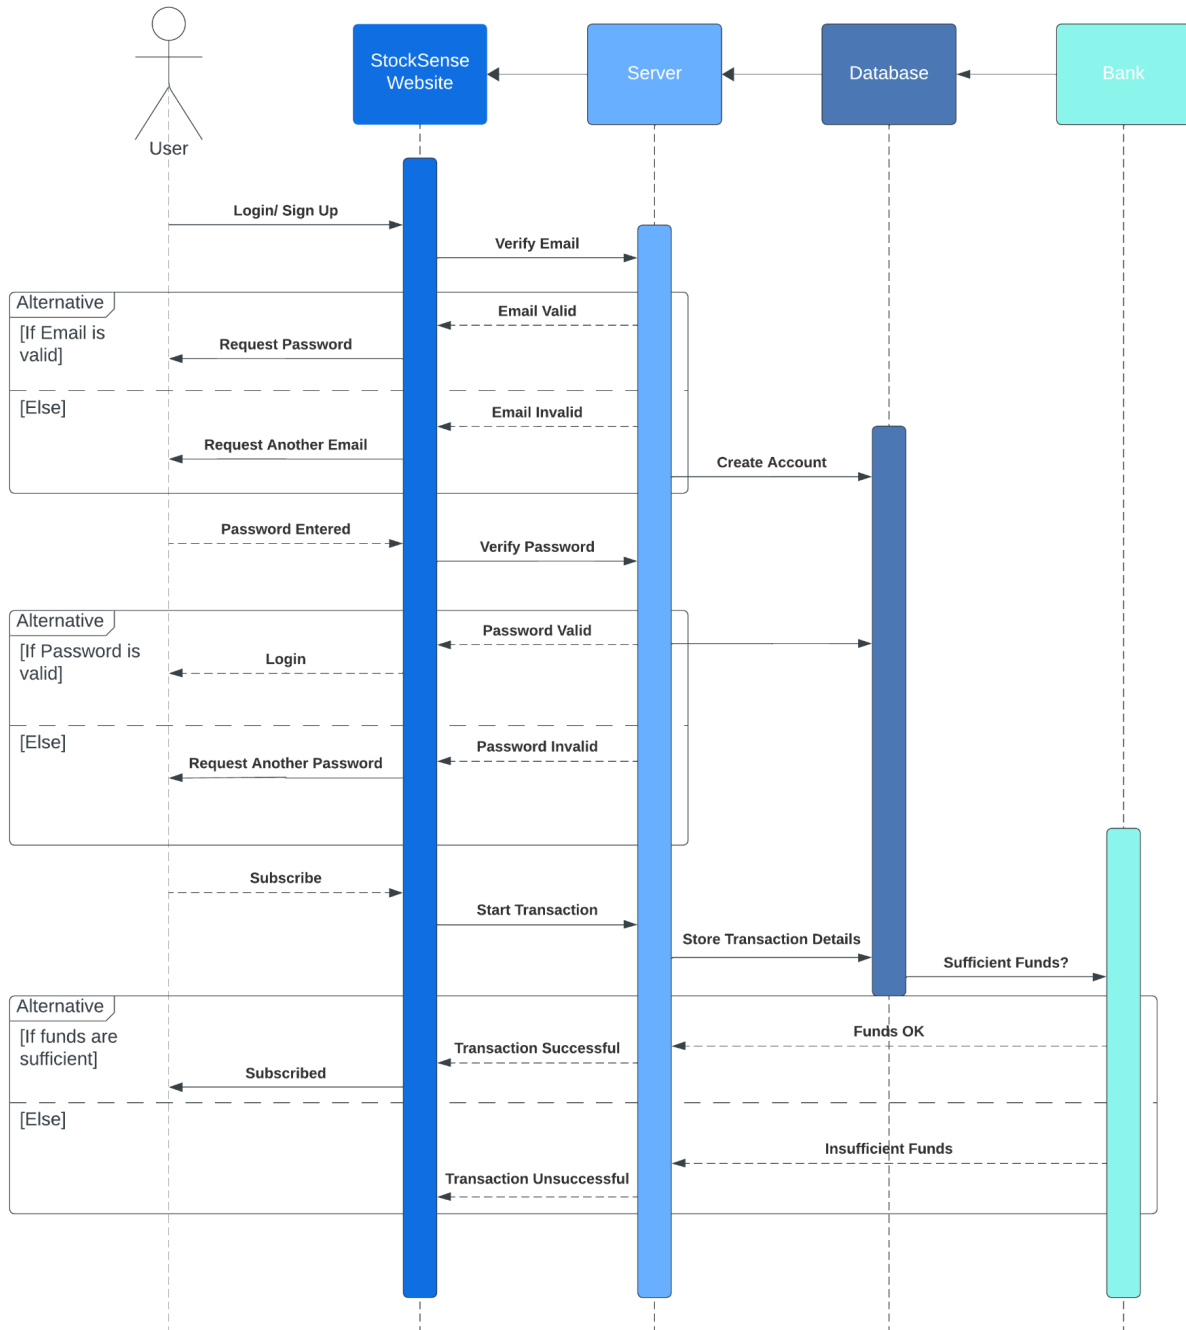 User
StockSense
Website
Server
Database
Bank
Login/ Sign Up
Verify Email
Alternative
[If Email is
valid]
Email Valid
Request Password
[Else]
Email Invalid
Request Another Email
Create Account
Password Entered
Verify Password
Alternative
[If Password is
valid]
Password Valid
Login
[Else]
Password Invalid
Request Another Password
Subscribe
Start Transaction
Store Transaction Details
Sufficient Funds?
Alternative
[If funds are
sufficient]
Funds OK
Transaction Successful
Subscribed
[Else]
Insufficient Funds
Transaction Unsuccessful